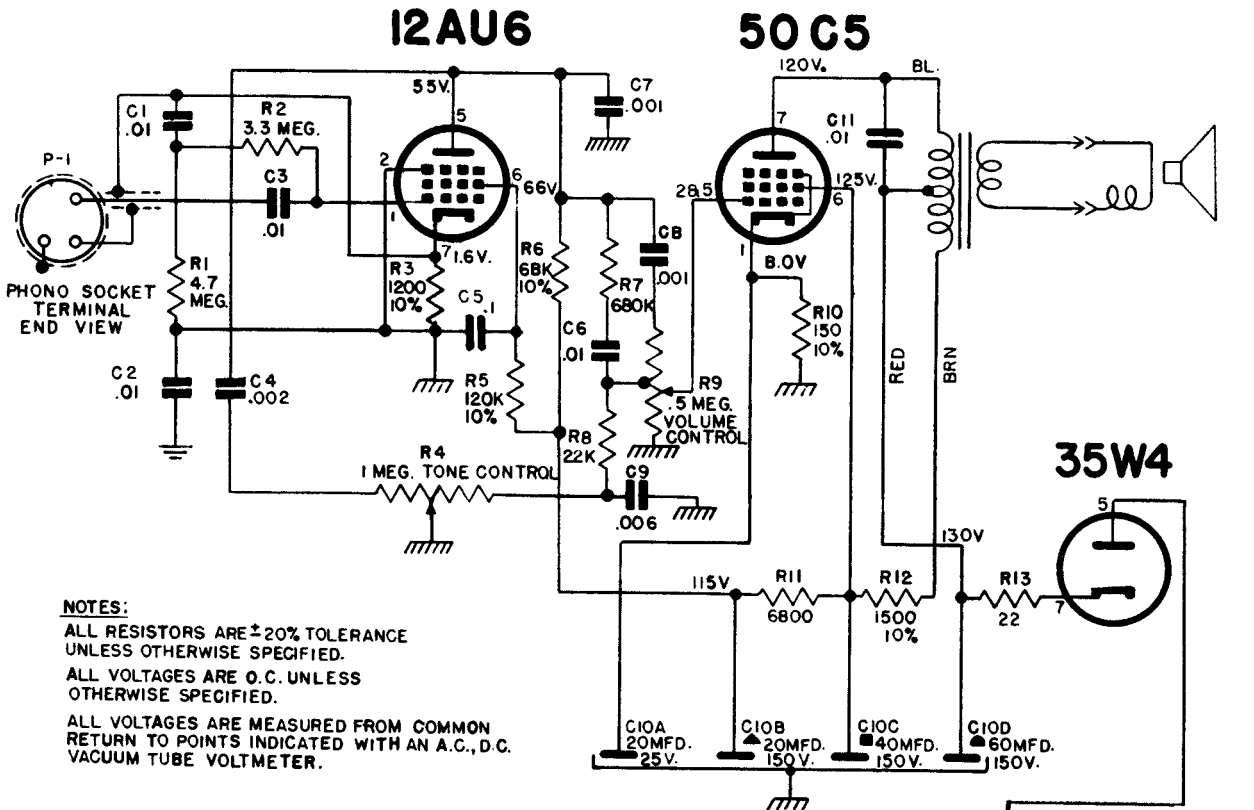 12AU6
50C5
55V.
5
C7
.001
120V.
BL.
7
C11
.01
C1
.01
R2
3.3 MEG.
P-1
C3
.01
2
1
6
66V.
7
1.6V.
28.5
125V.
6
1
8.0V
R1
4.7
MEG.
R3
1200
10%
C5
.1
R6
68K
10%
R7
680K
C8
.001
R10
150
10%
PHONO SOCKET
TERMINAL
END VIEW
C2
.01
C4
.002
R5
120K
10%
C6
.01
R9
.5 MEG.
VOLUME
CONTROL
RED
BRN
R8
22K
R4
1 MEG. TONE CONTROL
C9
.006
35W4
5
7
130V
115V
R11
6800
R12
1500
10%
R13
22
NOTES:
ALL RESISTORS ARE ±20% TOLERANCE
UNLESS OTHERWISE SPECIFIED.
ALL VOLTAGES ARE D.C. UNLESS
OTHERWISE SPECIFIED.
ALL VOLTAGES ARE MEASURED FROM COMMON
RETURN TO POINTS INDICATED WITH AN A.C., D.C.
VACUUM TUBE VOLTMETER.
C10A
20MFD.
25V.
C10B
▲ 20MFD.
150V.
C10C
■ 40MFD.
150V.
C10D
60MFD.
150V.